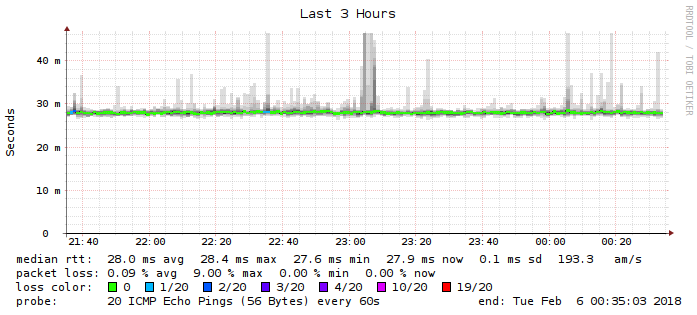 Last 3 Hours
RRDTOOL / TOBI OETIKER
Seconds
40 m
30 m
20 m
10 m
0
21:40 22:00 22:20 22:40 23:00 23:20 23:40 00:00 00:20
median rtt: 28.0 ms avg 28.4 ms max 27.6 ms min 27.9 ms now 0.1 ms sd 193.3 am/s
packet loss: 0.09 % avg 9.00 % max 0.00 % min 0.00 % now
loss color: 0 1/20 2/20 3/20 4/20 10/20 19/20
probe: 20 ICMP Echo Pings (56 Bytes) every 60s end: Tue Feb 6 00:35:03 2018